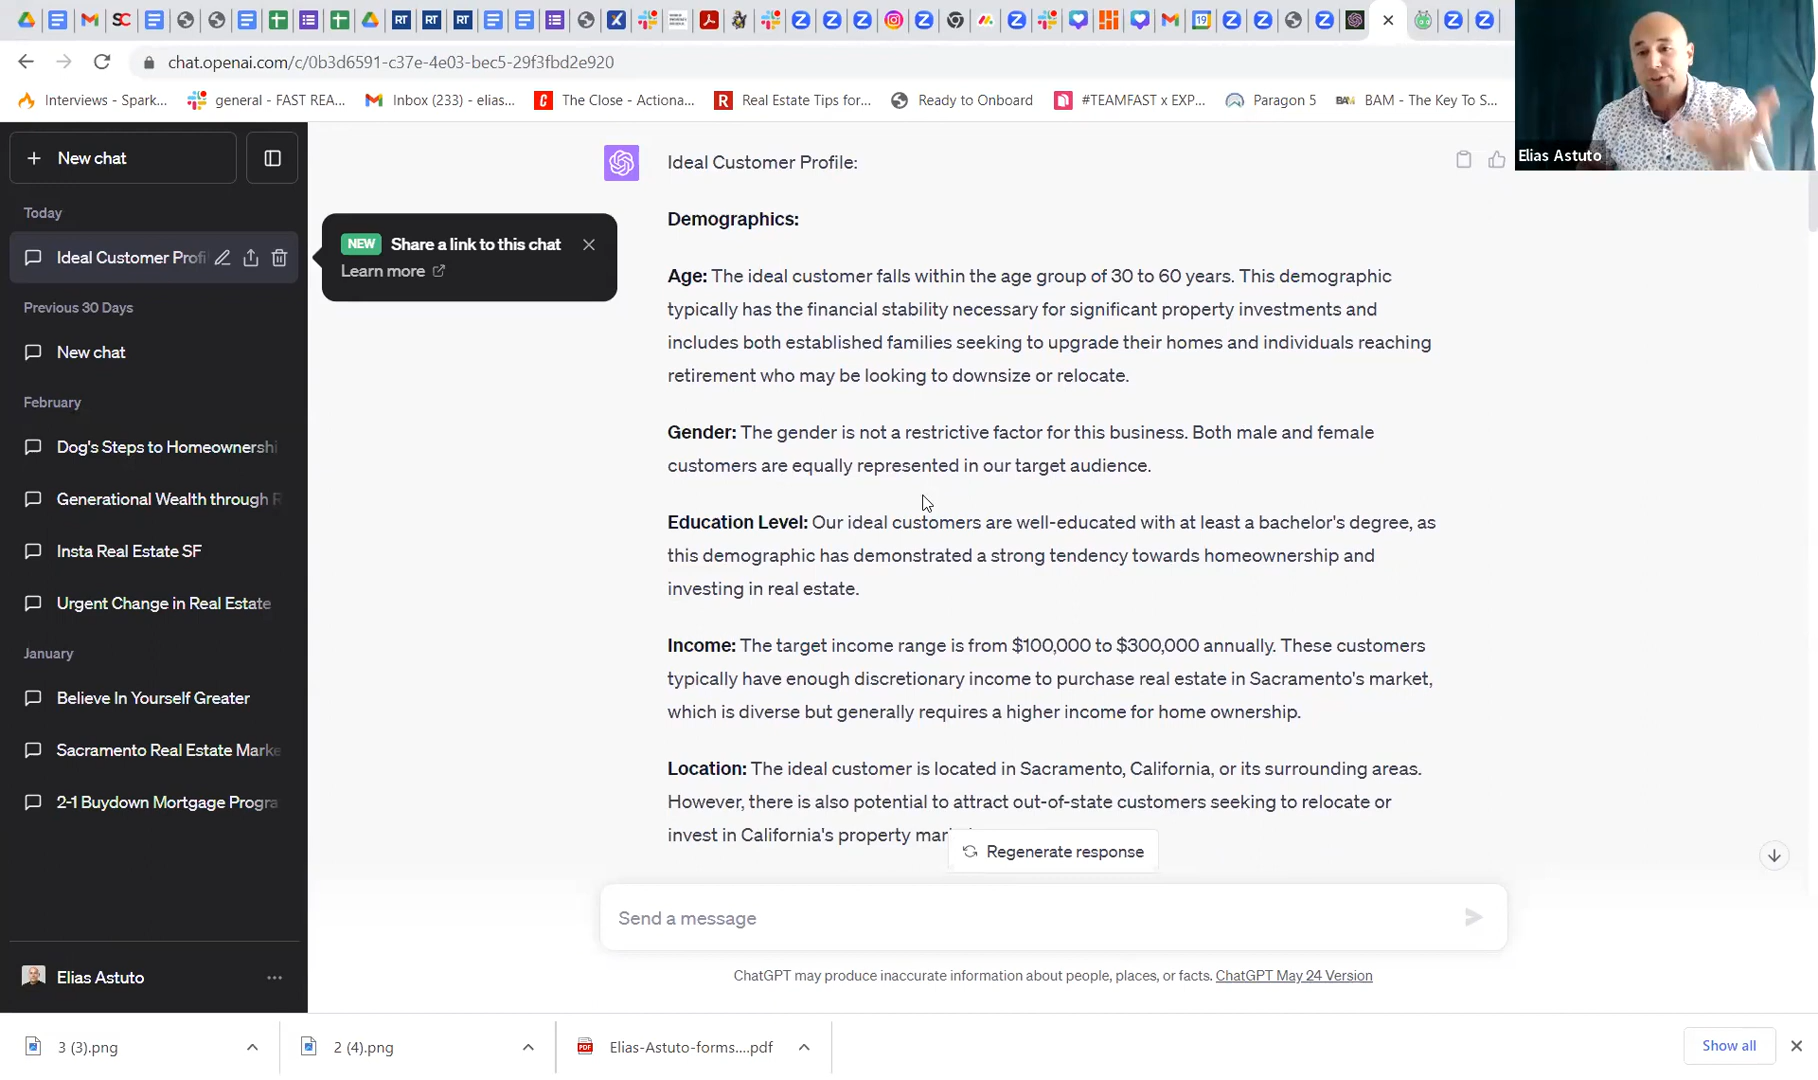 chat.openai.com/c/0b3d6591-c37e-4e03-bec5-29f3fbd2e920
Interviews - Spark...
general - FAST REA...
Inbox (233) - elias...
The Close - Actiona...
Real Estate Tips for...
Ready to Onboard
#TEAMFAST x EXP...
Paragon 5
BAM - The Key To S...
Elias Astuto
+ New chat
Today
Ideal Customer Profi
Previous 30 Days
New chat
February
Dog's Steps to Homeownershi
Generational Wealth through R
Insta Real Estate SF
Urgent Change in Real Estate
January
Believe In Yourself Greater
Sacramento Real Estate Marke
2-1 Buydown Mortgage Progra
Elias Astuto
...
NEW Share a link to this chat
Learn more
Ideal Customer Profile:
Demographics:
Age: The ideal customer falls within the age group of 30 to 60 years. This demographic
typically has the financial stability necessary for significant property investments and
includes both established families seeking to upgrade their homes and individuals reaching
retirement who may be looking to downsize or relocate.
Gender: The gender is not a restrictive factor for this business. Both male and female
customers are equally represented in our target audience.
Education Level: Our ideal customers are well-educated with at least a bachelor's degree, as
this demographic has demonstrated a strong tendency towards homeownership and
investing in real estate.
Income: The target income range is from $100,000 to $300,000 annually. These customers
typically have enough discretionary income to purchase real estate in Sacramento's market,
which is diverse but generally requires a higher income for home ownership.
Location: The ideal customer is located in Sacramento, California, or its surrounding areas.
However, there is also potential to attract out-of-state customers seeking to relocate or
invest in California's property mar
Regenerate response
Send a message
ChatGPT may produce inaccurate information about people, places, or facts. ChatGPT May 24 Version
3 (3).png
2 (4).png
Elias-Astuto-forms....pdf
Show all